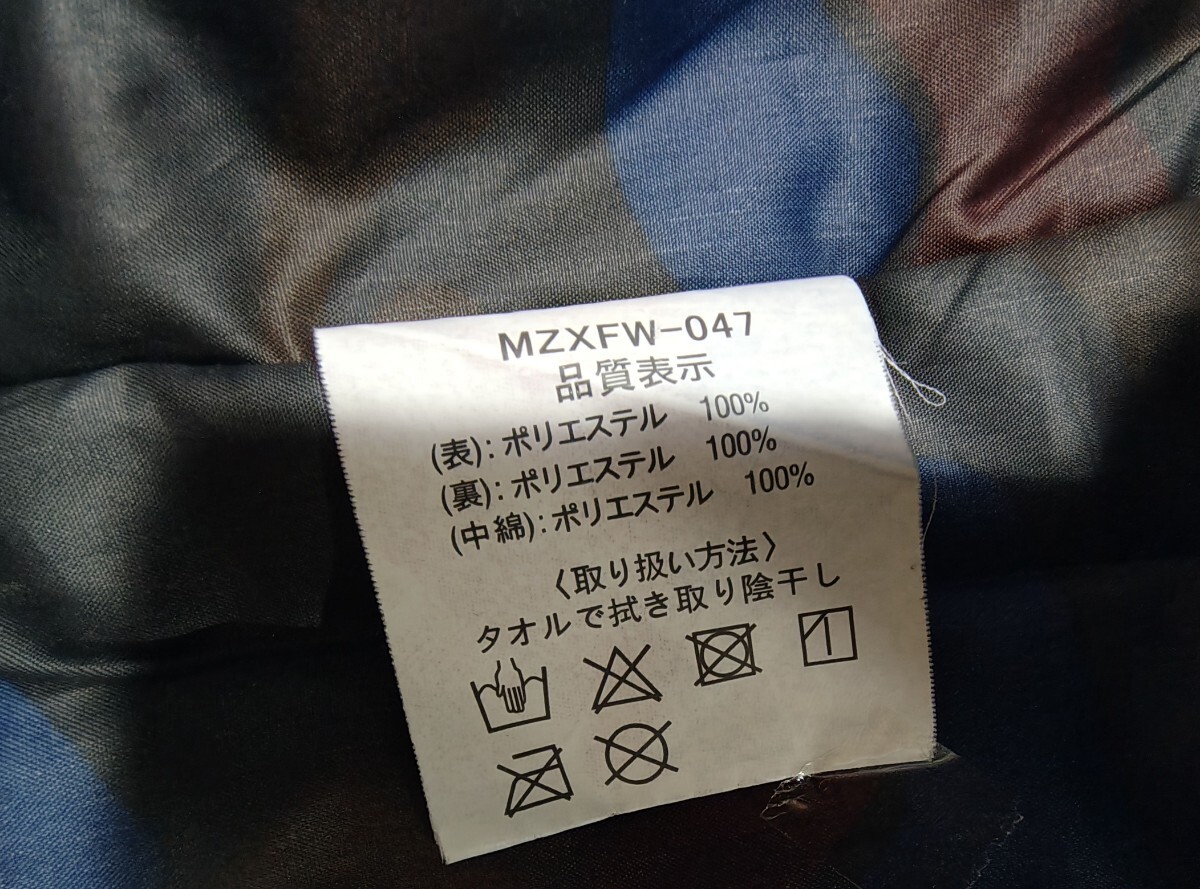 MZXFW-047
品質表示
(表):ポリエステル 100%
(裏):ポリエステル 100%
(中綿):ポリエステル 100%
〈取り扱い方法〉
タオルで拭き取り陰干し